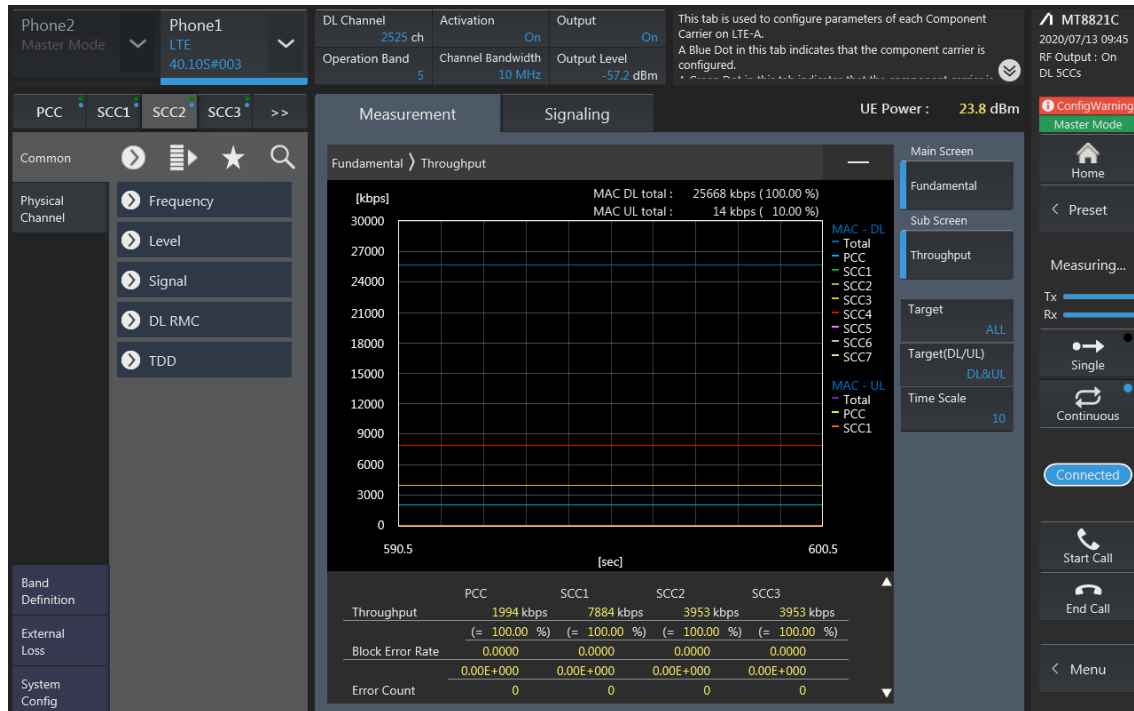 Phone2
Master Mode
Phone1
LTE
40.10S#003
DL Channel
2525 ch
Operation Band
5
Activation
On
Channel Bandwidth
10 MHz
Output
On
Output Level
-57.2 dBm
This tab is used to configure parameters of each Component
Carrier on LTE-A.
A Blue Dot in this tab indicates that the component carrier is
configured.
MT8821C
2020/07/13 09:45
RF Output : On
DL 5CCs
PCC SCC1 SCC2 SCC3 >>
Measurement
Signaling
UE Power : 23.8 dBm
ConfigWarning
Master Mode
Common
Physical
Channel
Frequency
Level
Signal
DL RMC
TDD
Band
Definition
External
Loss
System
Config
Fundamental > Throughput
[kbps]
MAC DL total : 25668 kbps (100.00 %)
MAC UL total : 14 kbps ( 10.00 %)
30000
27000
24000
21000
18000
15000
12000
9000
6000
3000
0
590.5
600.5
[sec]
MAC - DL
Total
PCC
SCC1
SCC2
SCC3
SCC4
SCC5
SCC6
SCC7
MAC - UL
Total
PCC
SCC1
PCC SCC1 SCC2 SCC3
Throughput 1994 kbps 7884 kbps 3953 kbps 3953 kbps
(= 100.00 %) (= 100.00 %) (= 100.00 %) (= 100.00 %)
Block Error Rate 0.0000 0.0000 0.0000 0.0000
0.00E+000 0.00E+000 0.00E+000 0.00E+000
Error Count 0 0 0 0
Main Screen
Fundamental
Sub Screen
Throughput
Target
ALL
Target(DL/UL)
DL&UL
Time Scale
10
Home
< Preset
Measuring...
Tx
Rx
Single
Continuous
Connected
Start Call
End Call
< Menu